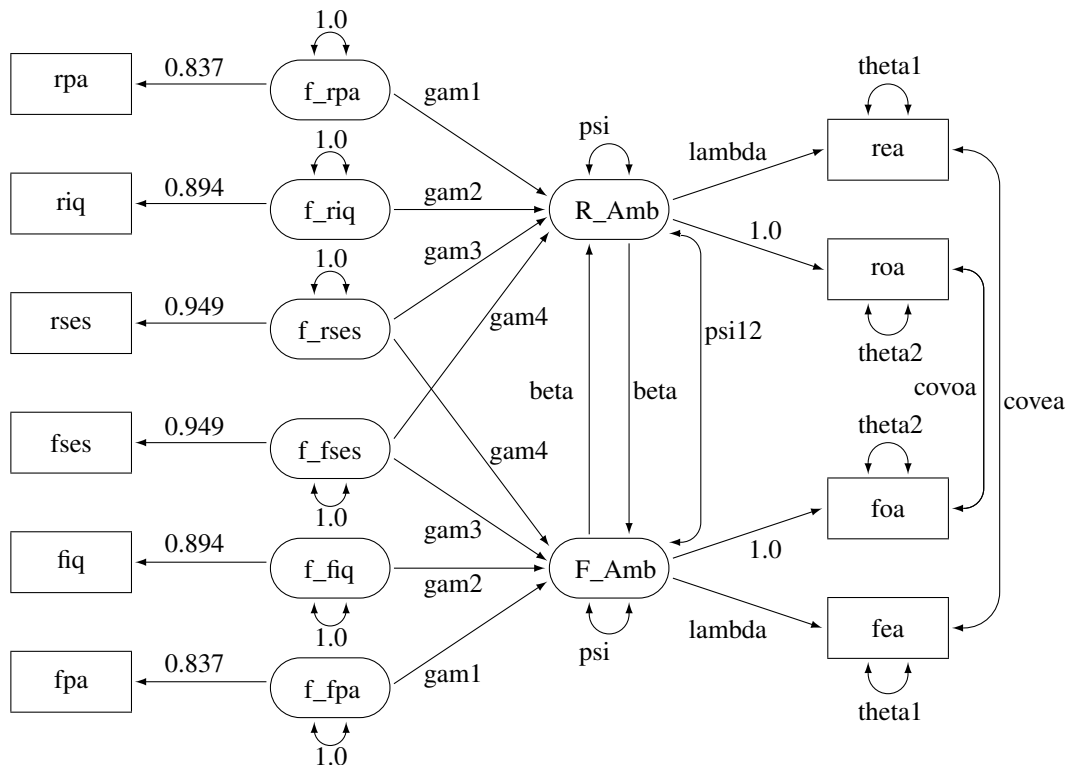 1.0
rpa
0.837
f_rpa
gam1
theta1
psi
rea
1.0
lambda
riq
0.894
f_riq
gam2
R_Amb
1.0
gam3
1.0
roa
rses
0.949
f_rses
gam4
psi12
theta2
beta
beta
covoa
covea
fses
0.949
f_fses
gam4
theta2
1.0
gam3
foa
1.0
fiq
0.894
f_fiq
gam2
F_Amb
1.0
lambda
fea
psi
fpa
0.837
f_fpa
gam1
theta1
1.0